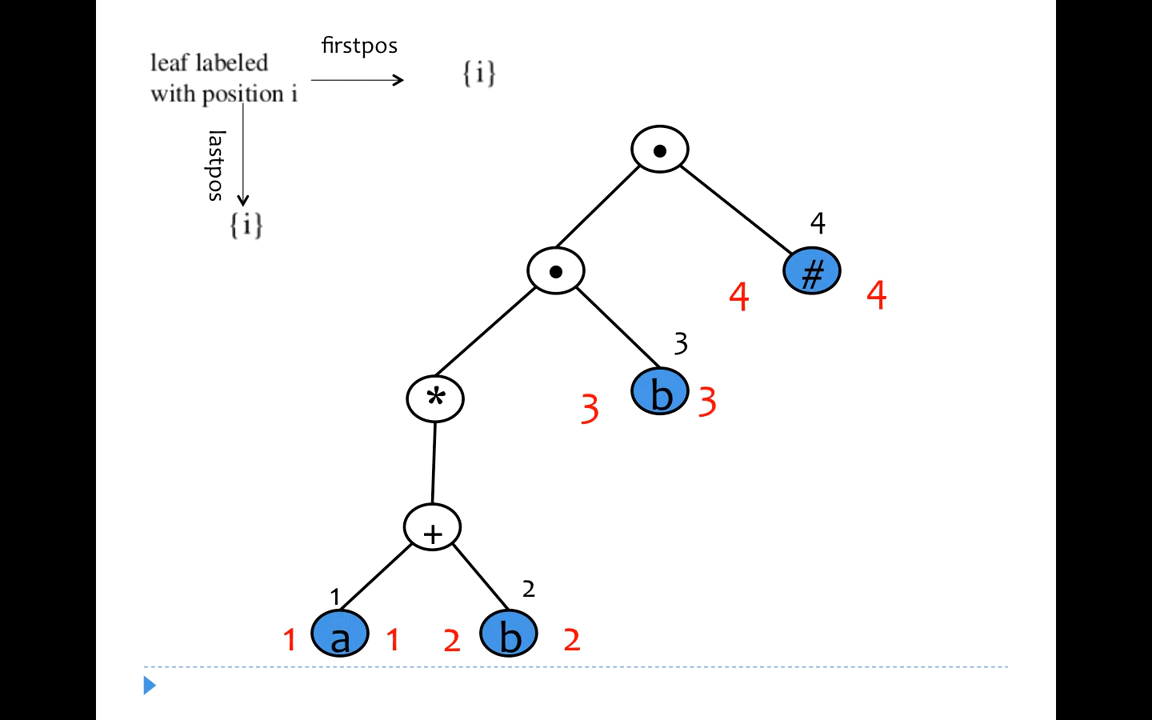 firstpos
leaf labeled
with position i
{i}
lastpos
{i}
•
4
#
4
4
•
3
b
3
3
*
+
1
2
1
a
1
2
b
2